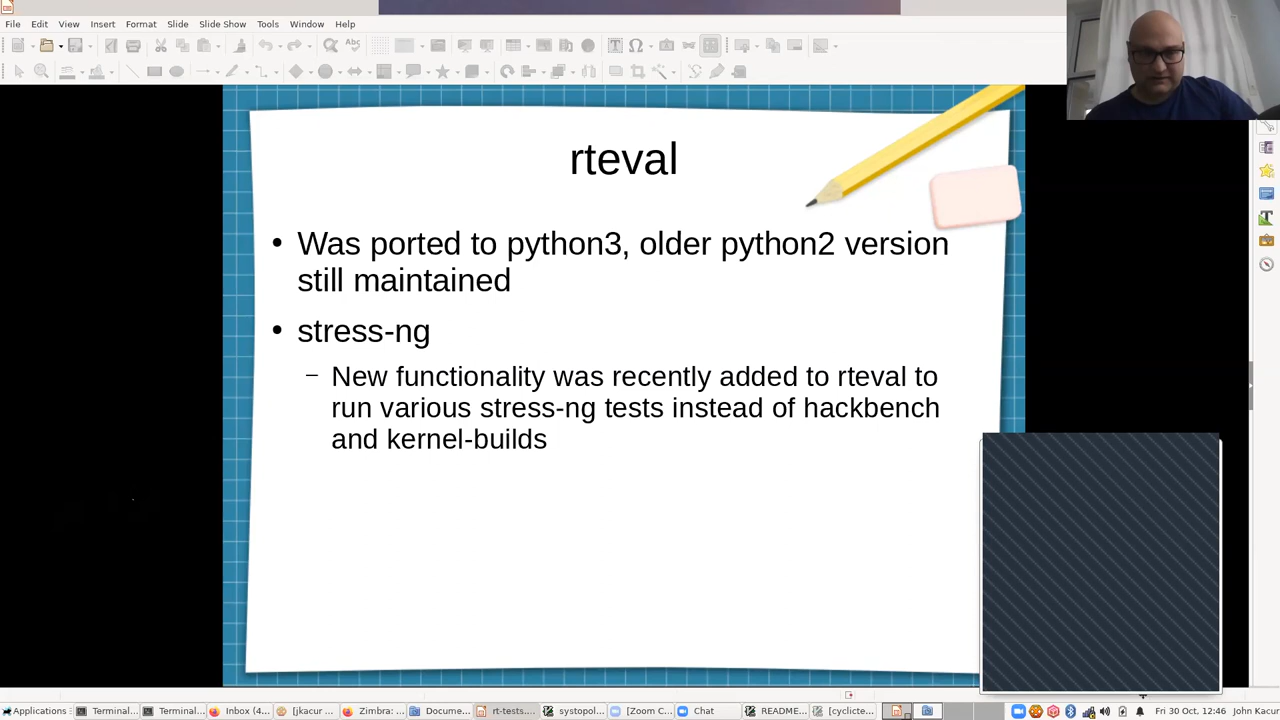 File Edit View Insert Format Slide Slide Show Tools Window Help
rteval
• Was ported to python3, older python2 version
still maintained
• stress-ng
– New functionality was recently added to rteval to
run various stress-ng tests instead of hackbench
and kernel-builds
Applications Terminal... Terminal... Inbox (4... [jkacur ... Zimbra: ... Docume... rt-tests.... systopol... [Zoom C... Chat README... [cyclicte... Fri 30 Oct, 12:46 John Kacur